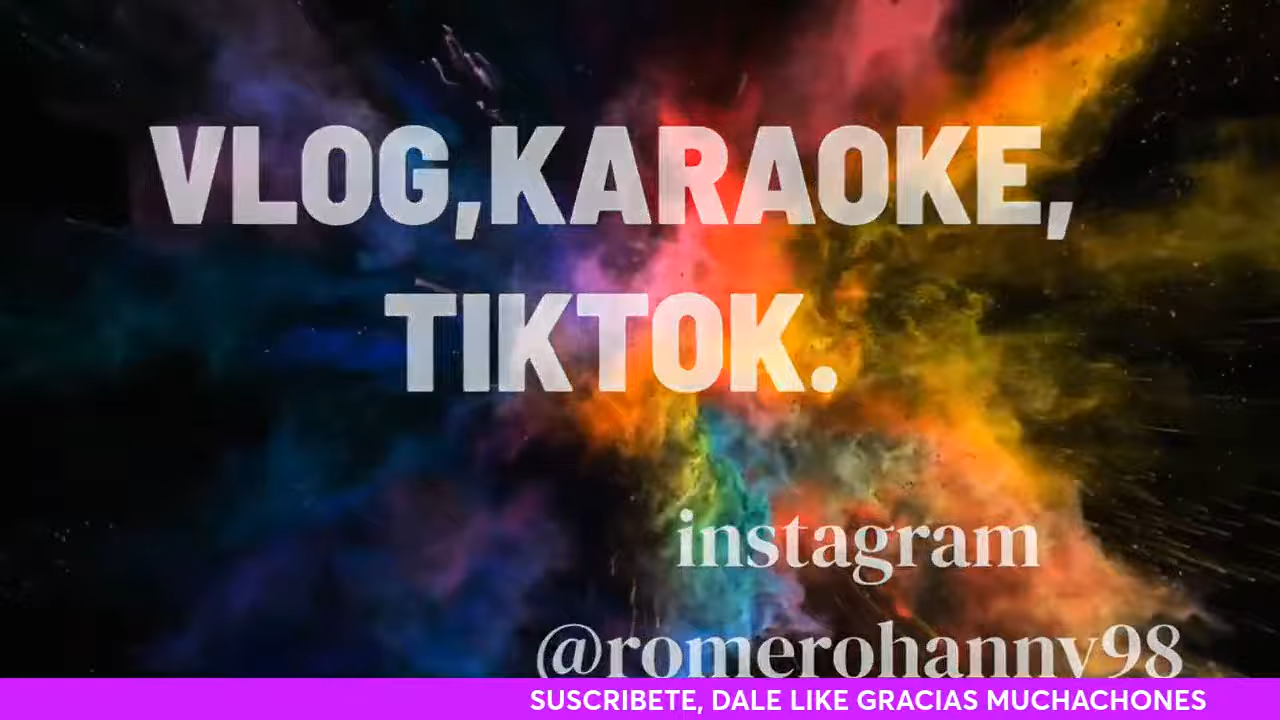 VLOG,KARAOKE,
TIKTOK.
instagram
@romerohanny98
SUSCRIBETE, DALE LIKE GRACIAS MUCHACHONES